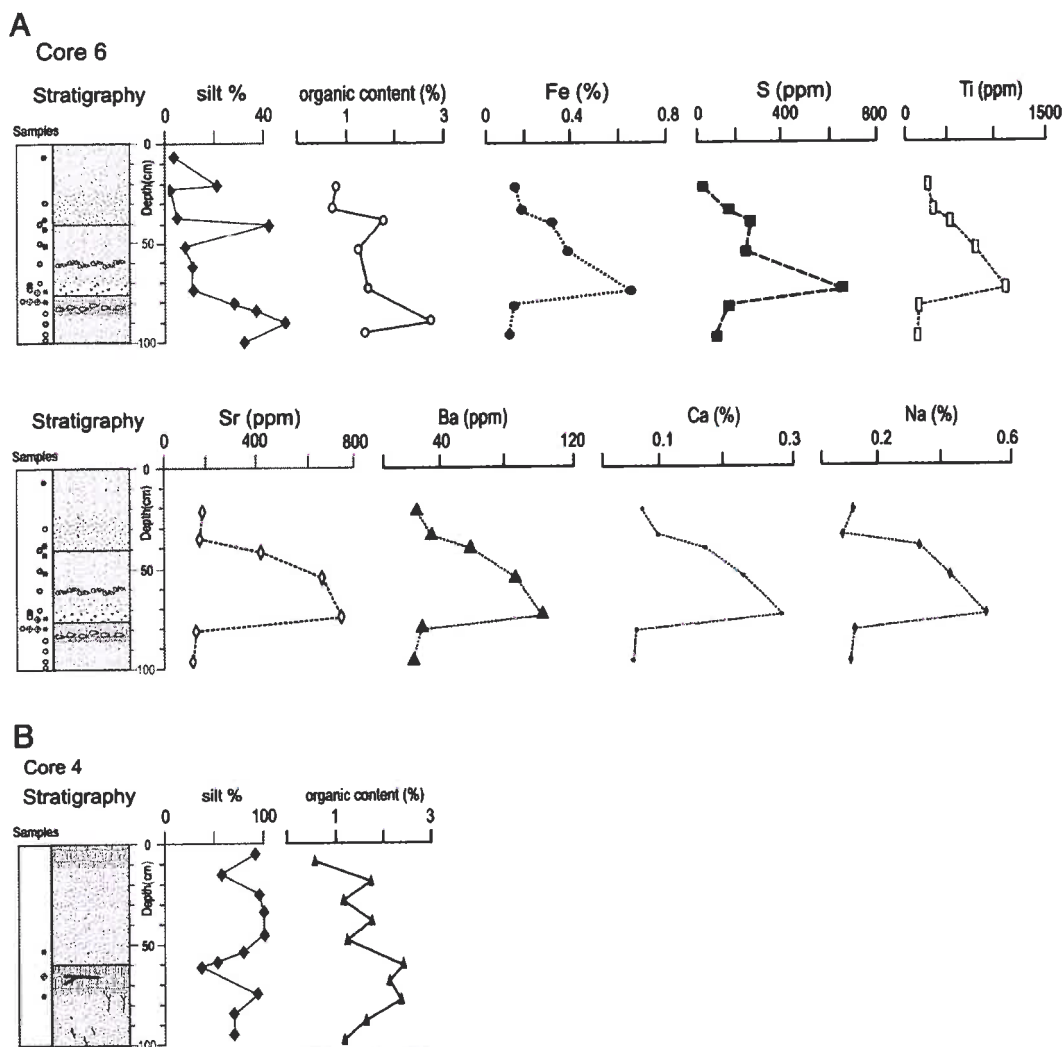 A
Core 6
Stratigraphy silt % organic content (%) Fe (%) S (ppm) Ti (ppm)
Samples 0 40 1 3 0 0.4 0.8 0 400 800 0 1500
0
Depth(cm)
50
100
Stratigraphy Sr (ppm) Ba (ppm) Ca (%) Na (%)
Samples 0 400 800 40 120 0.1 0.3 0.2 0.6
0
Depth(cm)
50
100
B
Core 4
Stratigraphy silt % organic content (%)
Samples 0 100 1 3
0
Depth(cm)
50
100